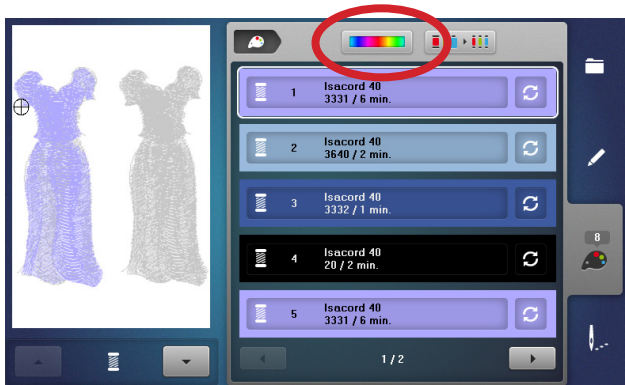 1 Isacord 40
3331 / 6 min.
2 Isacord 40
3640 / 2 min.
3 Isacord 40
3332 / 1 min.
4 Isacord 40
20 / 2 min.
5 Isacord 40
3331 / 6 min.
1 / 2
8